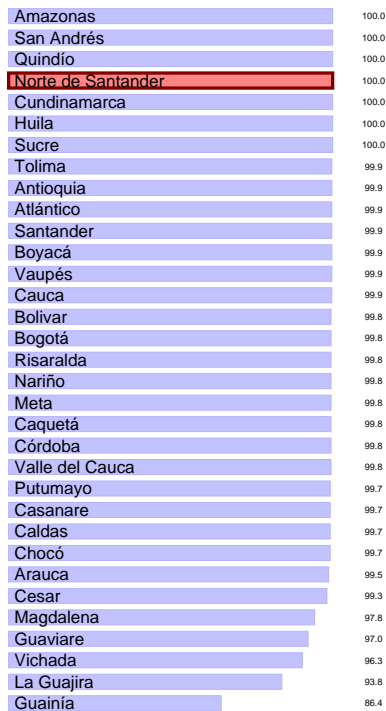 Amazonas 100.0
San Andrés 100.0
Quindío 100.0
Norte de Santander 100.0
Cundinamarca 100.0
Huila 100.0
Sucre 100.0
Tolima 99.9
Antioquia 99.9
Atlántico 99.9
Santander 99.9
Boyacá 99.9
Vaupés 99.9
Cauca 99.9
Bolivar 99.8
Bogotá 99.8
Risaralda 99.8
Nariño 99.8
Meta 99.8
Caquetá 99.8
Córdoba 99.8
Valle del Cauca 99.8
Putumayo 99.7
Casanare 99.7
Caldas 99.7
Chocó 99.7
Arauca 99.5
Cesar 99.3
Magdalena 97.8
Guaviare 97.0
Vichada 96.3
La Guajira 93.8
Guainía 86.4